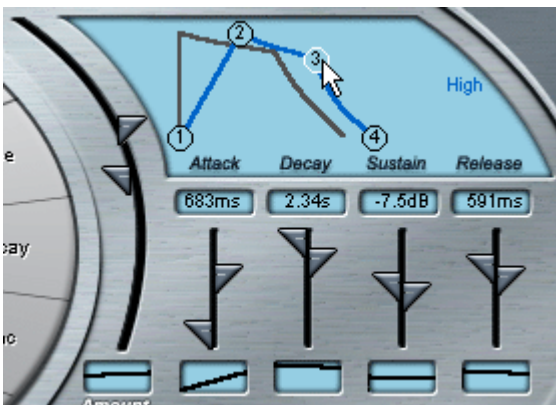 2
3
High
1
4
Attack Decay Sustain Release
683ms 2.34s -7.5dB 591ms
Amount